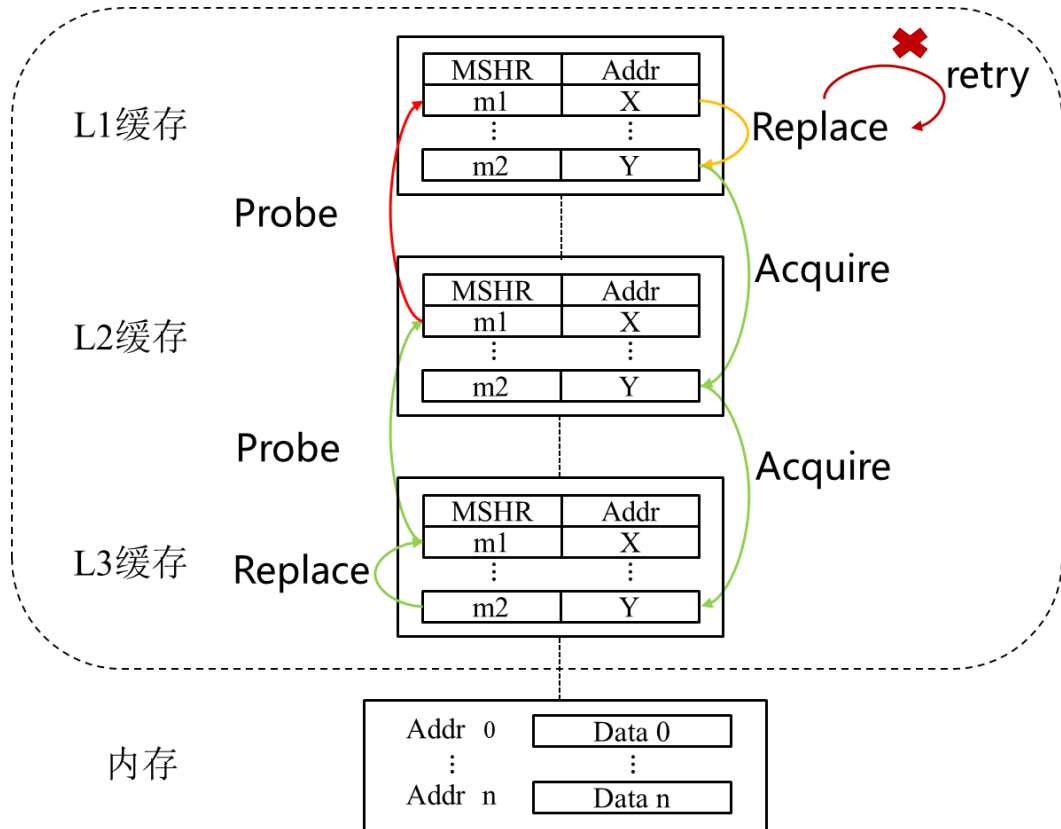 MSHR Addr
retry
L1缓存
m1 X
Replace
⋮ ⋮
m2 Y
Probe
Acquire
MSHR Addr
L2缓存
m1 X
⋮ ⋮
m2 Y
Probe
Acquire
MSHR Addr
L3缓存
m1 X
Replace
⋮ ⋮
m2 Y
内存
Addr 0 Data 0
⋮ ⋮
Addr n Data n